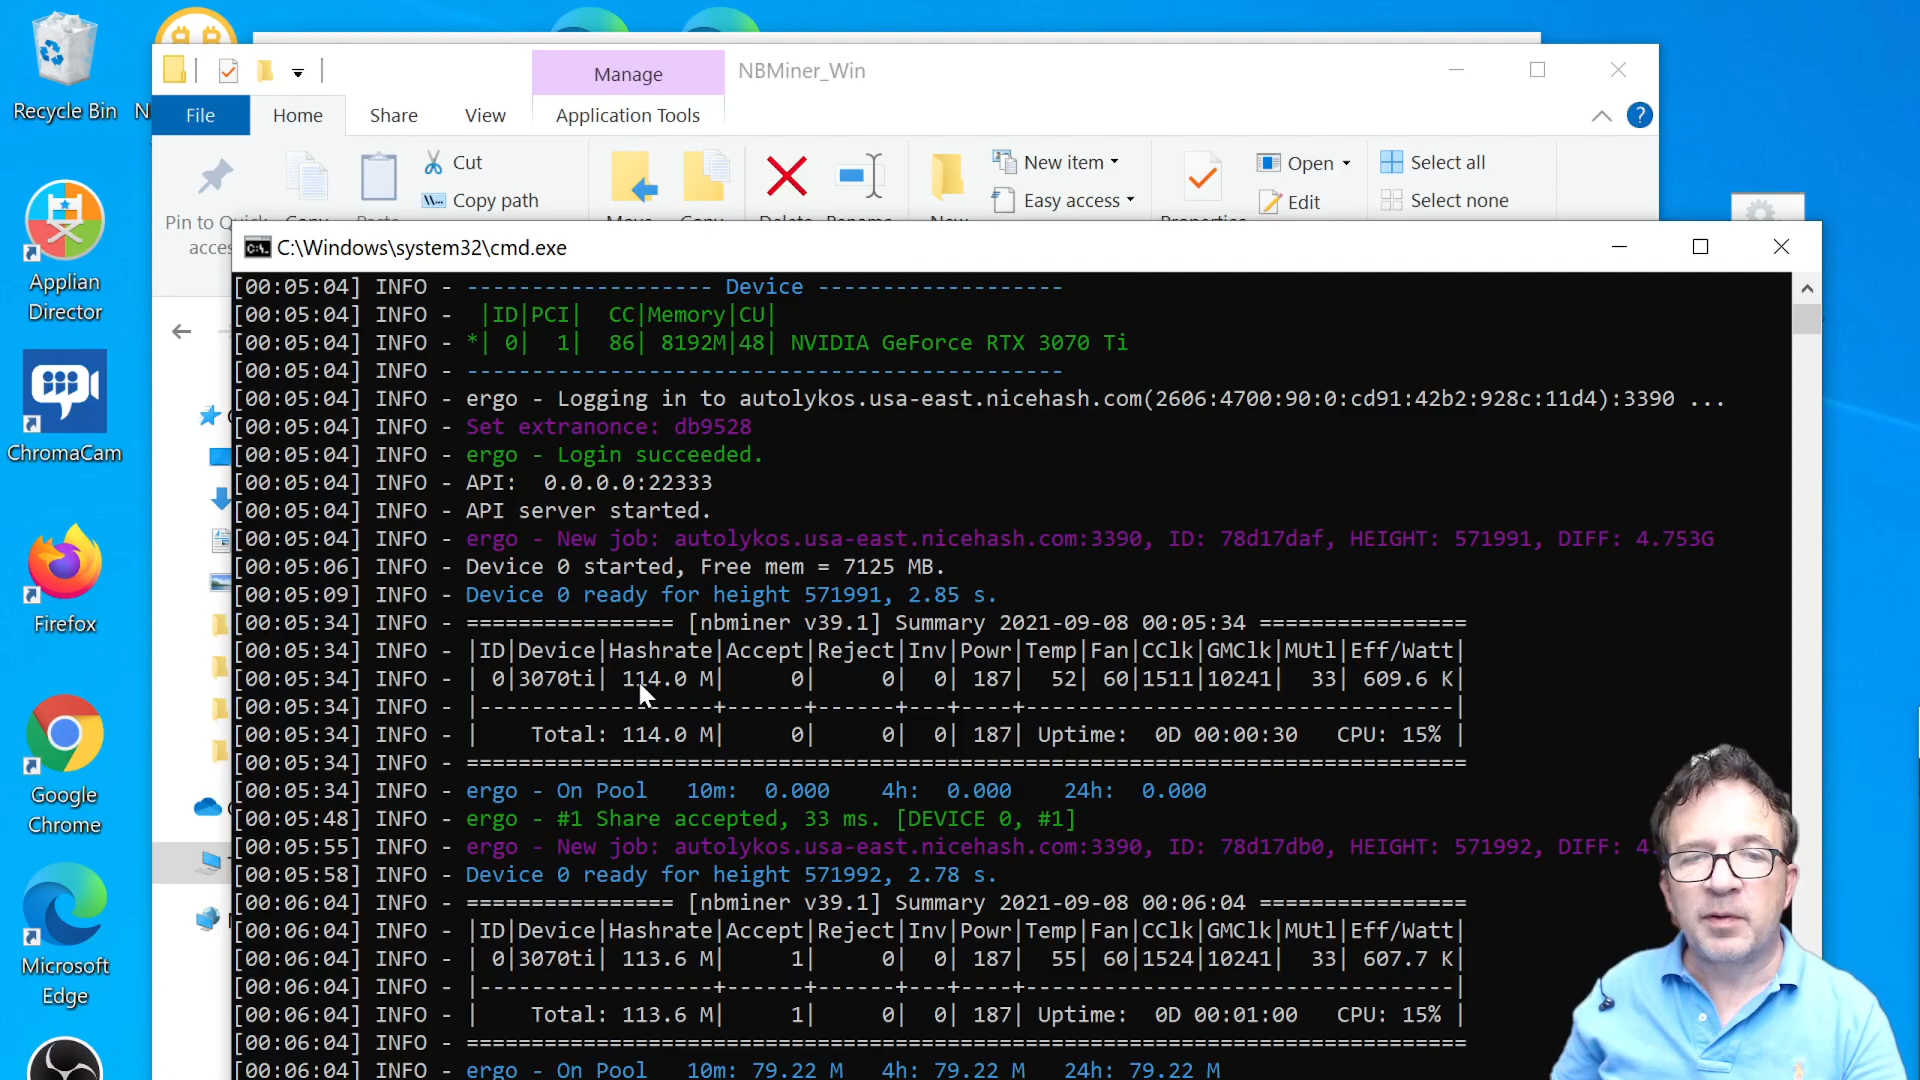 Recycle Bin
N
Applian
Director
ChromaCam
Firefox
Google
Chrome
Microsoft
Edge
Manage
NBMiner_Win
File
Home
Share
View
Application Tools
Pin to Quick
access
Copy
Paste
Cut
Copy path
Move
Copy
Delete
Rename
New
New item
Easy access
Properties
Open
Edit
Select all
Select none
C:\Windows\system32\cmd.exe
[00:05:04] INFO - ------------------- Device -------------------
[00:05:04] INFO - |ID|PCI| CC|Memory|CU|
[00:05:04] INFO - *| 0| 1| 86| 8192M|48| NVIDIA GeForce RTX 3070 Ti
[00:05:04] INFO - ----------------------------------------------
[00:05:04] INFO - ergo - Logging in to autolykos.usa-east.nicehash.com(2606:4700:90:0:cd91:42b2:928c:11d4):3390 ...
[00:05:04] INFO - Set extranonce: db9528
[00:05:04] INFO - ergo - Login succeeded.
[00:05:04] INFO - API: 0.0.0.0:22333
[00:05:04] INFO - API server started.
[00:05:04] INFO - ergo - New job: autolykos.usa-east.nicehash.com:3390, ID: 78d17daf, HEIGHT: 571991, DIFF: 4.753G
[00:05:06] INFO - Device 0 started, Free mem = 7125 MB.
[00:05:09] INFO - Device 0 ready for height 571991, 2.85 s.
[00:05:34] INFO - ================ [nbminer v39.1] Summary 2021-09-08 00:05:34 ================
[00:05:34] INFO - |ID|Device|Hashrate|Accept|Reject|Inv|Powr|Temp|Fan|CClk|GMClk|MUtl|Eff/Watt|
[00:05:34] INFO - | 0|3070ti| 114.0 M| 0| 0| 0| 187| 52| 60|1511|10241| 33| 609.6 K|
[00:05:34] INFO - |------------------+------+------+---+----+---------------------------------|
[00:05:34] INFO - | Total: 114.0 M| 0| 0| 0| 187| Uptime: 0D 00:00:30 CPU: 15% |
[00:05:34] INFO - =============================================================================
[00:05:34] INFO - ergo - On Pool 10m: 0.000 4h: 0.000 24h: 0.000
[00:05:48] INFO - ergo - #1 Share accepted, 33 ms. [DEVICE 0, #1]
[00:05:55] INFO - ergo - New job: autolykos.usa-east.nicehash.com:3390, ID: 78d17db0, HEIGHT: 571992, DIFF: 4.
[00:05:58] INFO - Device 0 ready for height 571992, 2.78 s.
[00:06:04] INFO - ================ [nbminer v39.1] Summary 2021-09-08 00:06:04 ================
[00:06:04] INFO - |ID|Device|Hashrate|Accept|Reject|Inv|Powr|Temp|Fan|CClk|GMClk|MUtl|Eff/Watt|
[00:06:04] INFO - | 0|3070ti| 113.6 M| 1| 0| 0| 187| 55| 60|1524|10241| 33| 607.7 K|
[00:06:04] INFO - |------------------+------+------+---+----+---------------------------------|
[00:06:04] INFO - | Total: 113.6 M| 1| 0| 0| 187| Uptime: 0D 00:01:00 CPU: 15% |
[00:06:04] INFO - =============================================================================
[00:06:04] INFO - ergo - On Pool 10m: 79.22 M 4h: 79.22 M 24h: 79.22 M